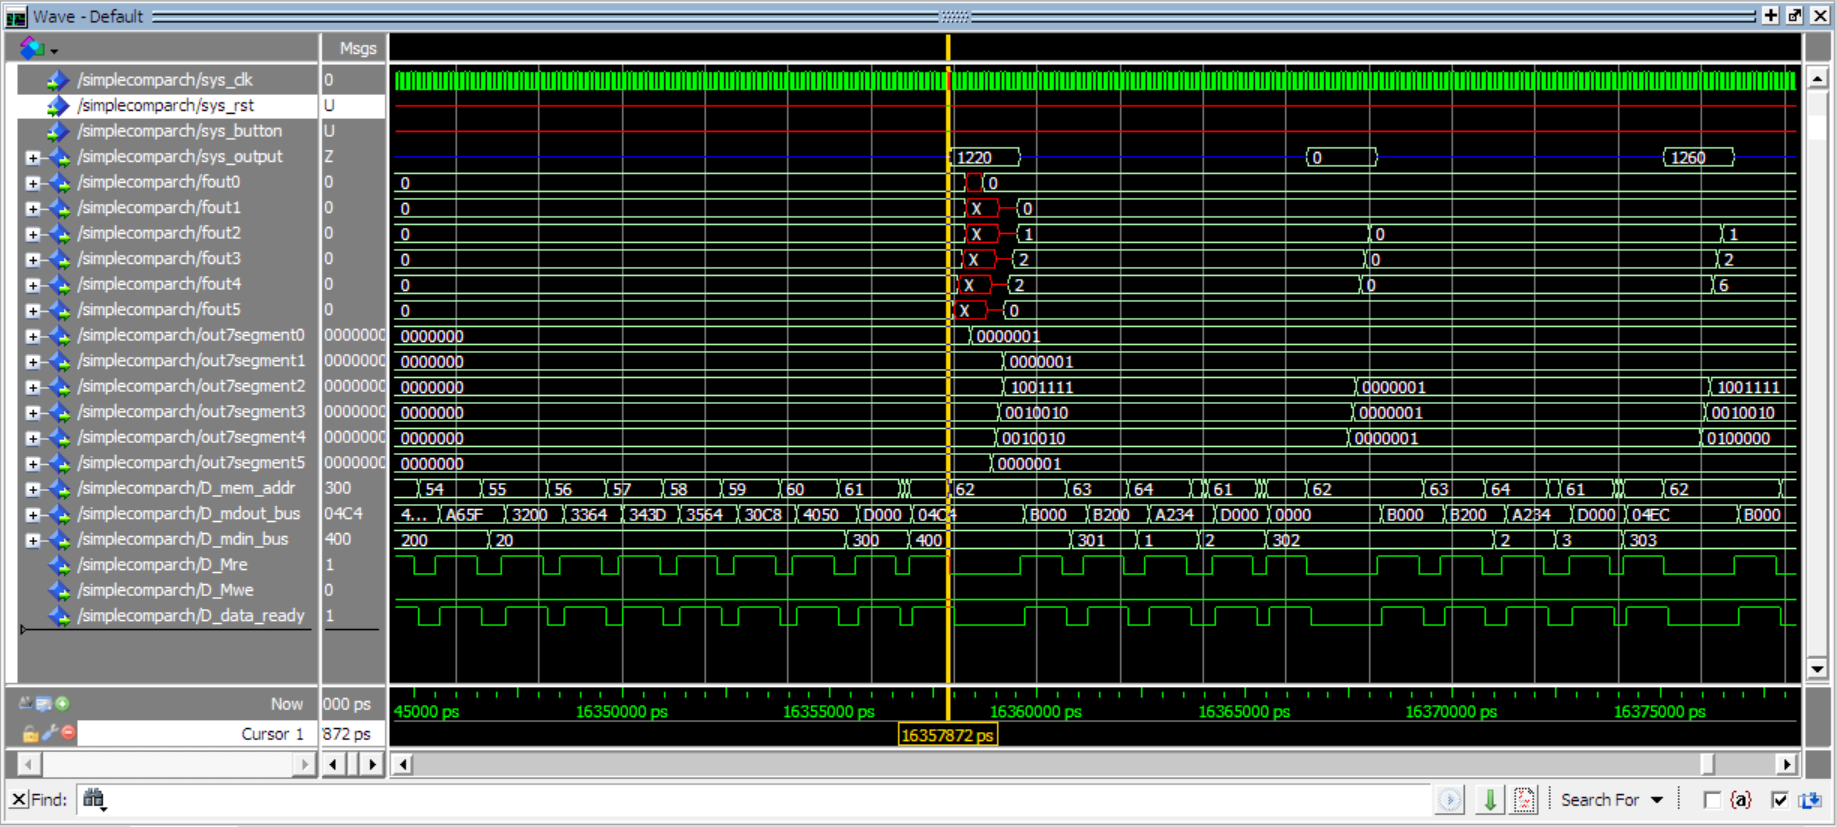 Wave - Default
Msgs
/simplecomparch/sys_clk 0
/simplecomparch/sys_rst U
/simplecomparch/sys_button U
/simplecomparch/sys_output Z 1220 0 1260
/simplecomparch/fout0 0 0 0
/simplecomparch/fout1 0 0 X 0
/simplecomparch/fout2 0 0 X 1 0 1
/simplecomparch/fout3 0 0 X 2 0 2
/simplecomparch/fout4 0 0 X 2 0 6
/simplecomparch/fout5 0 0 X 0
/simplecomparch/out7segment0 0000000 0000000 0000001
/simplecomparch/out7segment1 0000000 0000000 0000001
/simplecomparch/out7segment2 0000000 0000000 1001111 0000001 1001111
/simplecomparch/out7segment3 0000000 0000000 0010010 0000001 0010010
/simplecomparch/out7segment4 0000000 0000000 0010010 0000001 0100000
/simplecomparch/out7segment5 0000000 0000000 0000001
/simplecomparch/D_mem_addr 300 54 55 56 57 58 59 60 61 62 63 64 61 62 63 64 61 62
/simplecomparch/D_mdout_bus 04C4 4... A65F 3200 3364 343D 3564 30C8 4050 D000 04C4 B000 B200 A234 D000 0000 B000 B200 A234 D000 04EC B000
/simplecomparch/D_mdin_bus 400 200 20 300 400 301 1 2 302 2 3 303
/simplecomparch/D_Mre 1
/simplecomparch/D_Mwe 0
/simplecomparch/D_data_ready 1
Now 000 ps 45000 ps 16350000 ps 16355000 ps 16360000 ps 16365000 ps 16370000 ps 16375000 ps
Cursor 1 872 ps 16357872 ps
Find: Search For {a}